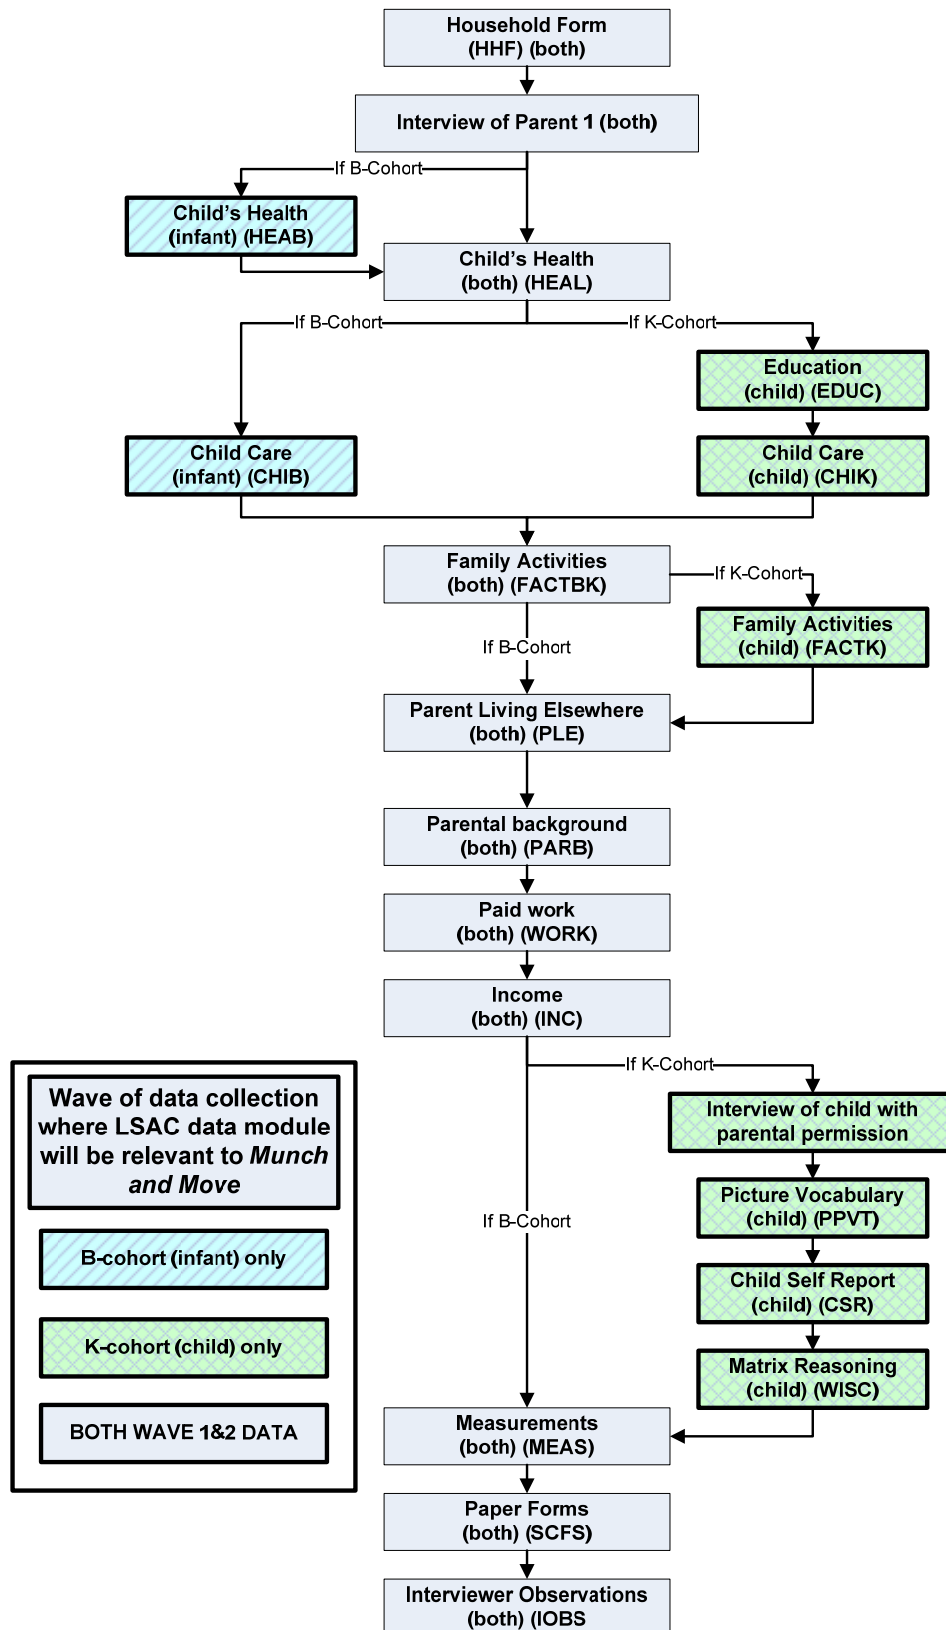 Household Form
(HHF) (both)
Interview of Parent 1 (both)
If B-Cohort
Child's Health
(infant) (HEAB)
Child's Health
(both) (HEAL)
If B-Cohort
If K-Cohort
Education
(child) (EDUC)
Child Care
(infant) (CHIB)
Child Care
(child) (CHIK)
Family Activities
(both) (FACTBK)
If K-Cohort
Family Activities
(child) (FACTK)
If B-Cohort
Parent Living Elsewhere
(both) (PLE)
Parental background
(both) (PARB)
Paid work
(both) (WORK)
Income
(both) (INC)
If K-Cohort
Interview of child with
parental permission
Picture Vocabulary
(child) (PPVT)
If B-Cohort
Child Self Report
(child) (CSR)
Matrix Reasoning
(child) (WISC)
Measurements
(both) (MEAS)
Paper Forms
(both) (SCFS)
Interviewer Observations
(both) (IOBS
Wave of data collection
where LSAC data module
will be relevant to Munch
and Move
B-cohort (infant) only
K-cohort (child) only
BOTH WAVE 1&2 DATA